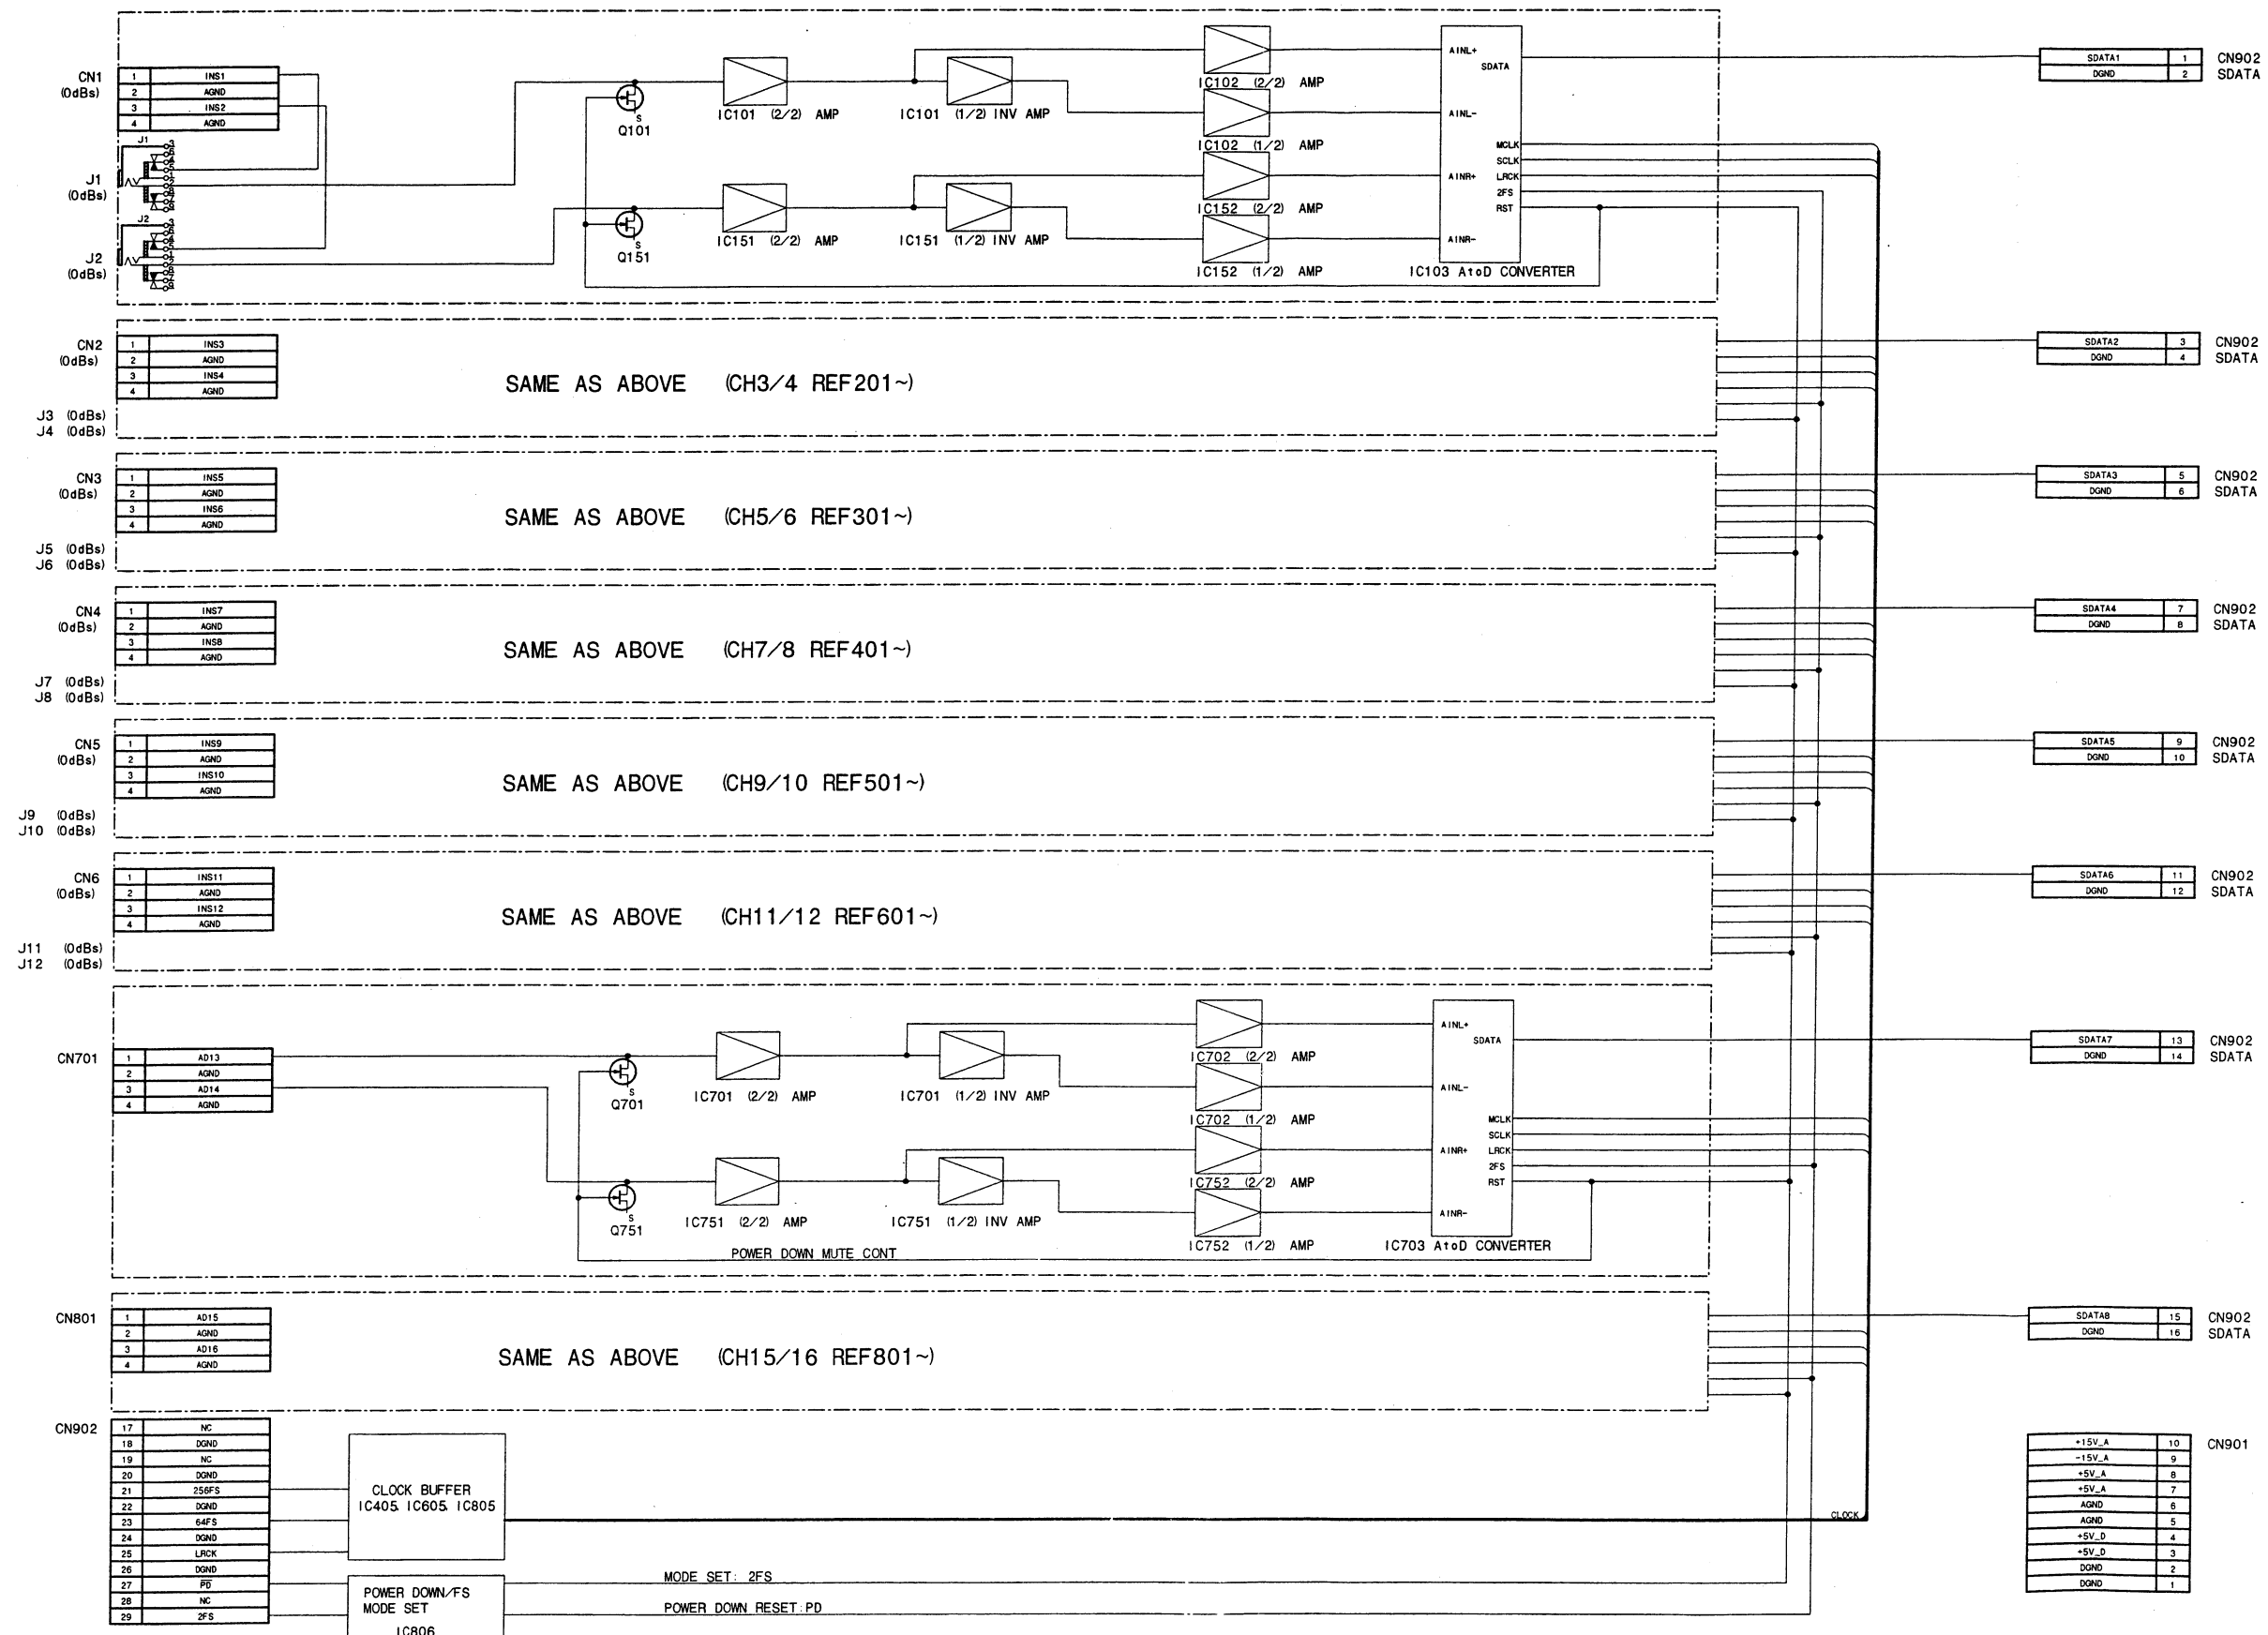 CN1
(0dBs)
1 INS1
2 AGND
3 INS2
4 AGND
J1
J1
(0dBs)
J2
J2
(0dBs)
Q101
S
IC101 (2/2) AMP
IC101 (1/2) INV AMP
IC102 (2/2) AMP
IC102 (1/2) AMP
Q151
S
IC151 (2/2) AMP
IC151 (1/2) INV AMP
IC152 (2/2) AMP
IC152 (1/2) AMP
AINL+
SDATA
AINL-
MCLK
SCLK
AINR+ LRCK
2FS
RST
AINR-
IC103 AtoD CONVERTER
SDATA1 1 CN902
DGND 2 SDATA
CN2
(0dBs)
1 INS3
2 AGND
3 INS4
4 AGND
J3 (0dBs)
J4 (0dBs)
SAME AS ABOVE (CH3/4 REF201~)
SDATA2 3 CN902
DGND 4 SDATA
CN3
(0dBs)
1 INS5
2 AGND
3 INS6
4 AGND
J5 (0dBs)
J6 (0dBs)
SAME AS ABOVE (CH5/6 REF301~)
SDATA3 5 CN902
DGND 6 SDATA
CN4
(0dBs)
1 INS7
2 AGND
3 INS8
4 AGND
J7 (0dBs)
J8 (0dBs)
SAME AS ABOVE (CH7/8 REF401~)
SDATA4 7 CN902
DGND 8 SDATA
CN5
(0dBs)
1 INS9
2 AGND
3 INS10
4 AGND
J9 (0dBs)
J10 (0dBs)
SAME AS ABOVE (CH9/10 REF501~)
SDATA5 9 CN902
DGND 10 SDATA
CN6
(0dBs)
1 INS11
2 AGND
3 INS12
4 AGND
J11 (0dBs)
J12 (0dBs)
SAME AS ABOVE (CH11/12 REF601~)
SDATA6 11 CN902
DGND 12 SDATA
CN701
1 AD13
2 AGND
3 AD14
4 AGND
Q701
S
IC701 (2/2) AMP
IC701 (1/2) INV AMP
IC702 (2/2) AMP
IC702 (1/2) AMP
Q751
S
IC751 (2/2) AMP
IC751 (1/2) INV AMP
IC752 (2/2) AMP
IC752 (1/2) AMP
POWER DOWN MUTE CONT
AINL+
SDATA
AINL-
MCLK
SCLK
AINR+ LRCK
2FS
RST
AINR-
IC703 AtoD CONVERTER
SDATA7 13 CN902
DGND 14 SDATA
CN801
1 AD15
2 AGND
3 AD16
4 AGND
SAME AS ABOVE (CH15/16 REF801~)
SDATA8 15 CN902
DGND 16 SDATA
CN902
17 NC
18 DGND
19 NC
20 DGND
21 256FS
22 DGND
23 64FS
24 DGND
25 LRCK
26 DGND
27 PD
28 NC
29 2FS
CLOCK BUFFER
IC405, IC605, IC805
CLOCK
POWER DOWN/FS
MODE SET
IC806
MODE SET: 2FS
POWER DOWN RESET:PD
+15V_A 10 CN901
-15V_A 9
+5V_A 8
+5V_A 7
AGND 6
AGND 5
+5V_D 4
+5V_D 3
DGND 2
DGND 1